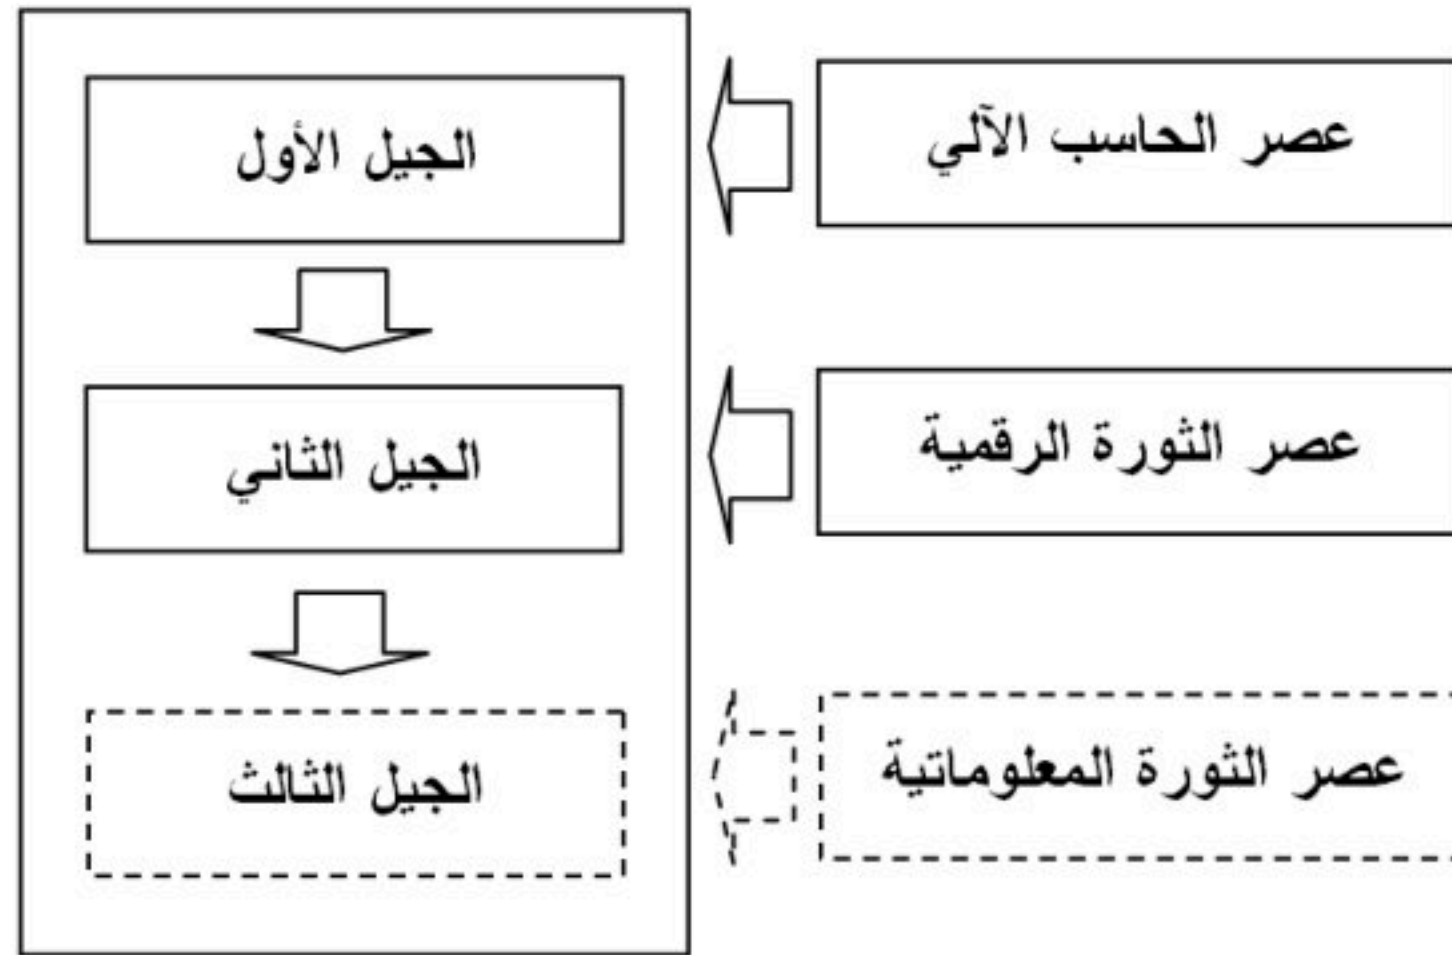 عصر الحاسب الآلي
الجيل الأول
عصر الثورة الرقمية
الجيل الثاني
عصر الثورة المعلوماتية
الجيل الثالث